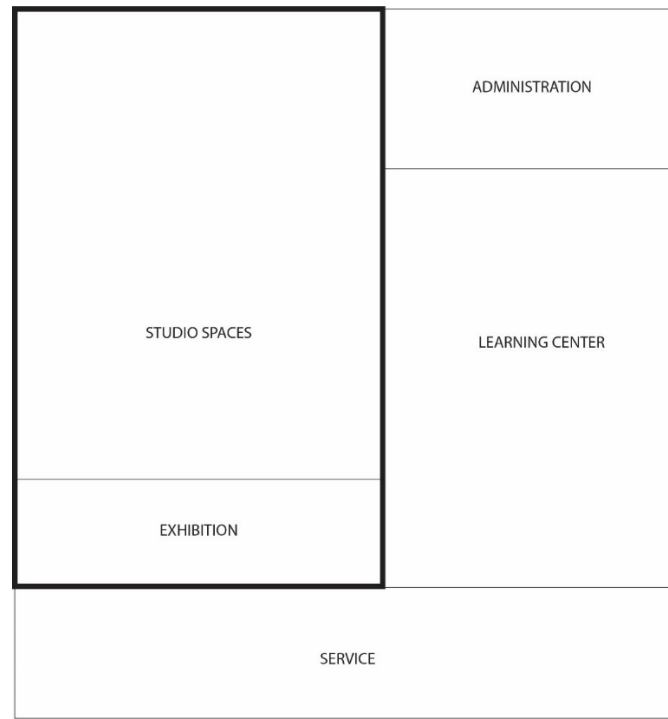 ADMINISTRATION
STUDIO SPACES
LEARNING CENTER
EXHIBITION
SERVICE